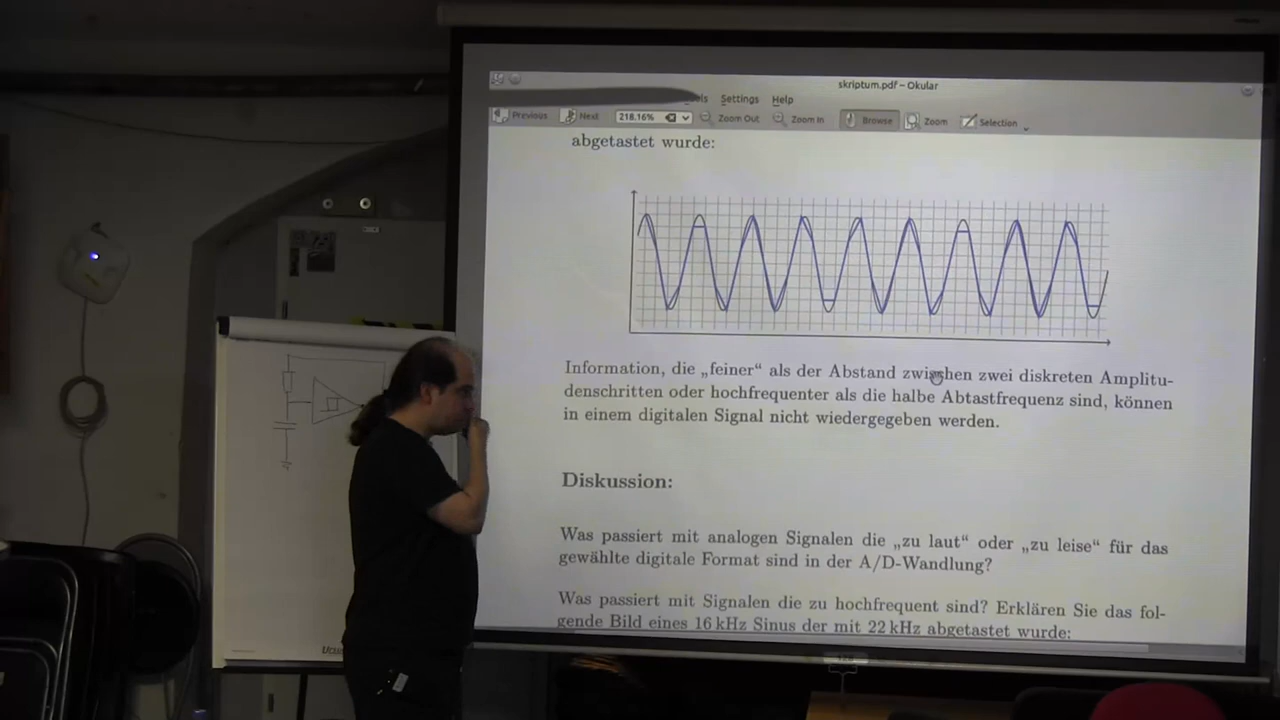 skriptum.pdf – Okular
Settings Help
Previous Next 218.16% Zoom Out Zoom In Browse Zoom Selection
abgetastet wurde:
Information, die „feiner“ als der Abstand zwischen zwei diskreten Amplitu-
denschritten oder hochfrequenter als die halbe Abtastfrequenz sind, können
in einem digitalen Signal nicht wiedergegeben werden.
Diskussion:
Was passiert mit analogen Signalen die „zu laut“ oder „zu leise“ für das
gewählte digitale Format sind in der A/D-Wandlung?
Was passiert mit Signalen die zu hochfrequent sind? Erklären Sie das fol-
gende Bild eines 16 kHz Sinus der mit 22 kHz abgetastet wurde: